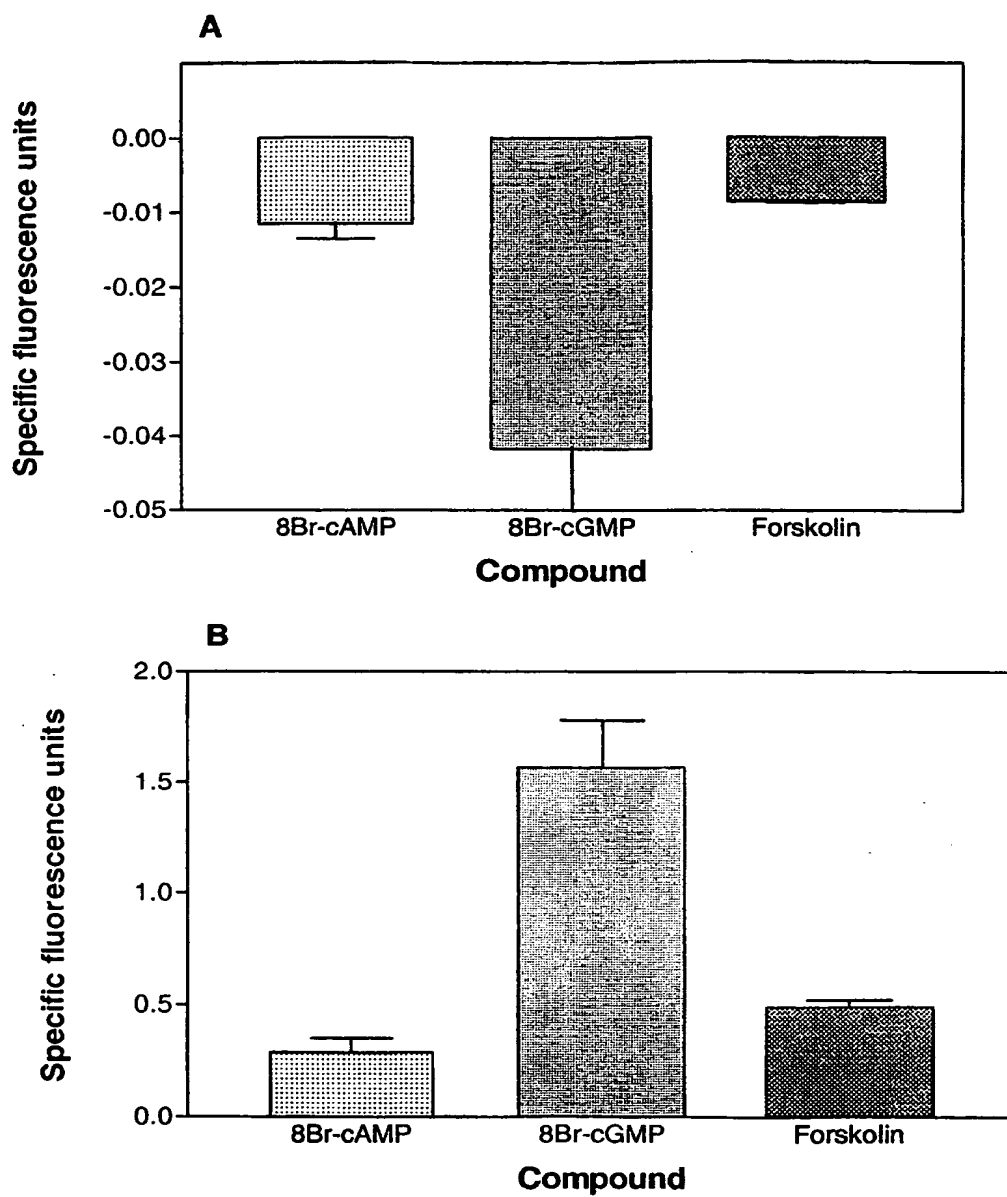 A
Specific fluorescence units
0.00
-0.01
-0.02
-0.03
-0.04
-0.05
8Br-cAMP 8Br-cGMP Forskolin
Compound
B
Specific fluorescence units
2.0
1.5
1.0
0.5
0.0
8Br-cAMP 8Br-cGMP Forskolin
Compound